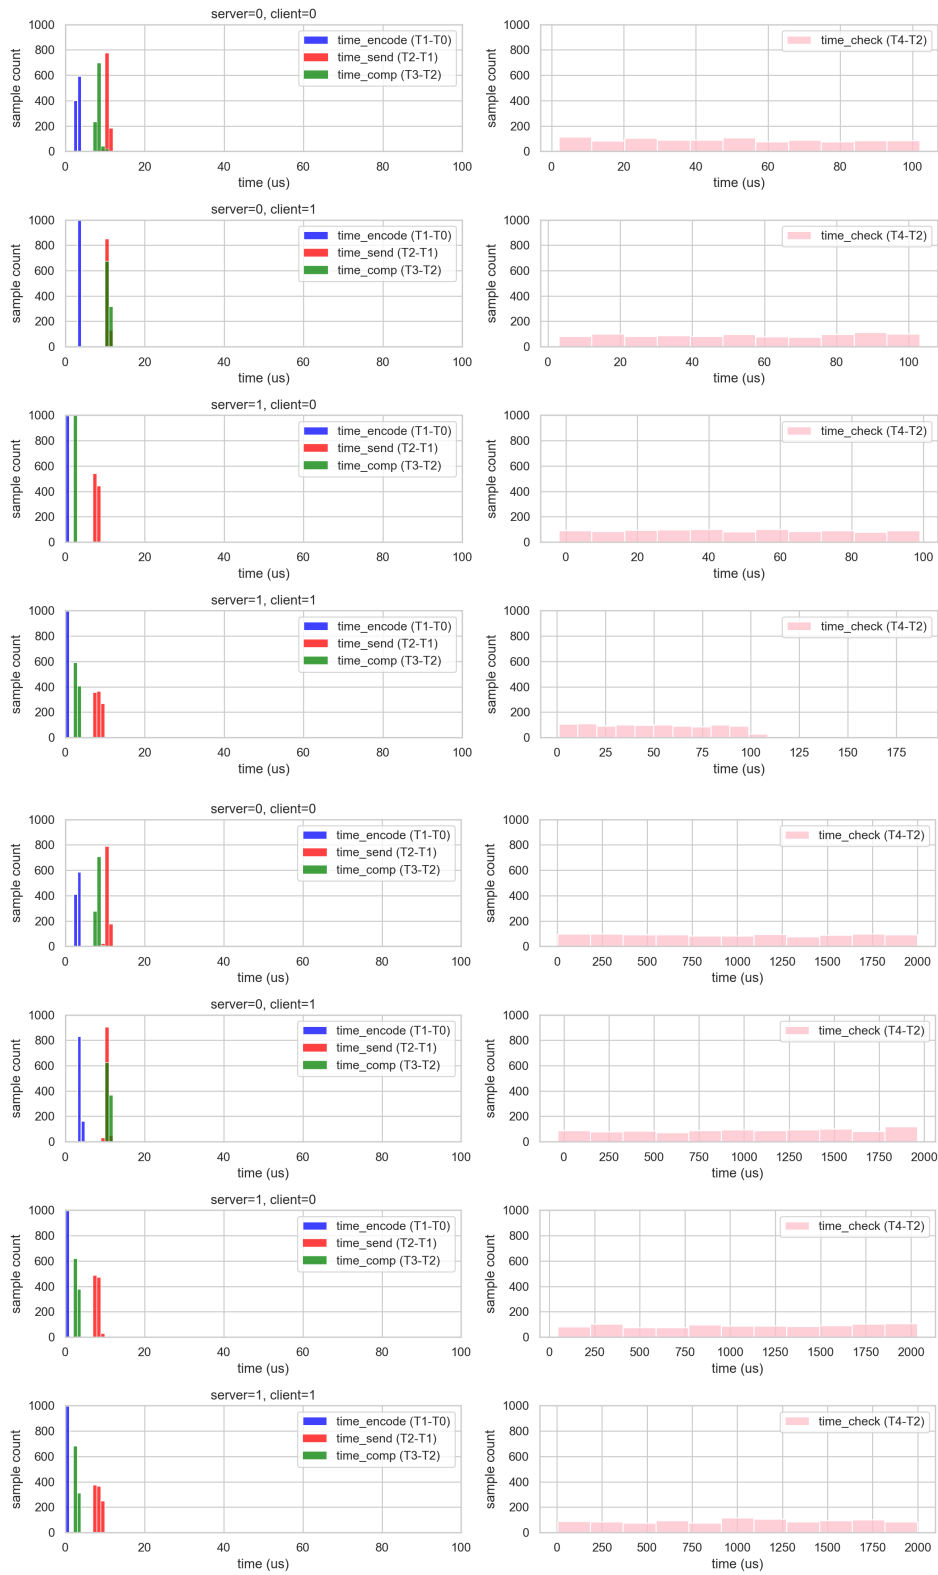 server=0, client=0
1000
800
600
400
200
0
sample count
time_encode (T1-T0)
time_send (T2-T1)
time_comp (T3-T2)
0 20 40 60 80 100
time (us)
1000
800
600
400
200
0
sample count
time_check (T4-T2)
0 20 40 60 80 100
time (us)
server=0, client=1
1000
800
600
400
200
0
sample count
time_encode (T1-T0)
time_send (T2-T1)
time_comp (T3-T2)
0 20 40 60 80 100
time (us)
1000
800
600
400
200
0
sample count
time_check (T4-T2)
0 20 40 60 80 100
time (us)
server=1, client=0
1000
800
600
400
200
0
sample count
time_encode (T1-T0)
time_send (T2-T1)
time_comp (T3-T2)
0 20 40 60 80 100
time (us)
1000
800
600
400
200
0
sample count
time_check (T4-T2)
0 20 40 60 80 100
time (us)
server=1, client=1
1000
800
600
400
200
0
sample count
time_encode (T1-T0)
time_send (T2-T1)
time_comp (T3-T2)
0 20 40 60 80 100
time (us)
1000
800
600
400
200
0
sample count
time_check (T4-T2)
0 25 50 75 100 125 150 175
time (us)
server=0, client=0
1000
800
600
400
200
0
sample count
time_encode (T1-T0)
time_send (T2-T1)
time_comp (T3-T2)
0 20 40 60 80 100
time (us)
1000
800
600
400
200
0
sample count
time_check (T4-T2)
0 250 500 750 1000 1250 1500 1750 2000
time (us)
server=0, client=1
1000
800
600
400
200
0
sample count
time_encode (T1-T0)
time_send (T2-T1)
time_comp (T3-T2)
0 20 40 60 80 100
time (us)
1000
800
600
400
200
0
sample count
time_check (T4-T2)
0 250 500 750 1000 1250 1500 1750 2000
time (us)
server=1, client=0
1000
800
600
400
200
0
sample count
time_encode (T1-T0)
time_send (T2-T1)
time_comp (T3-T2)
0 20 40 60 80 100
time (us)
1000
800
600
400
200
0
sample count
time_check (T4-T2)
0 250 500 750 1000 1250 1500 1750 2000
time (us)
server=1, client=1
1000
800
600
400
200
0
sample count
time_encode (T1-T0)
time_send (T2-T1)
time_comp (T3-T2)
0 20 40 60 80 100
time (us)
1000
800
600
400
200
0
sample count
time_check (T4-T2)
0 250 500 750 1000 1250 1500 1750 2000
time (us)